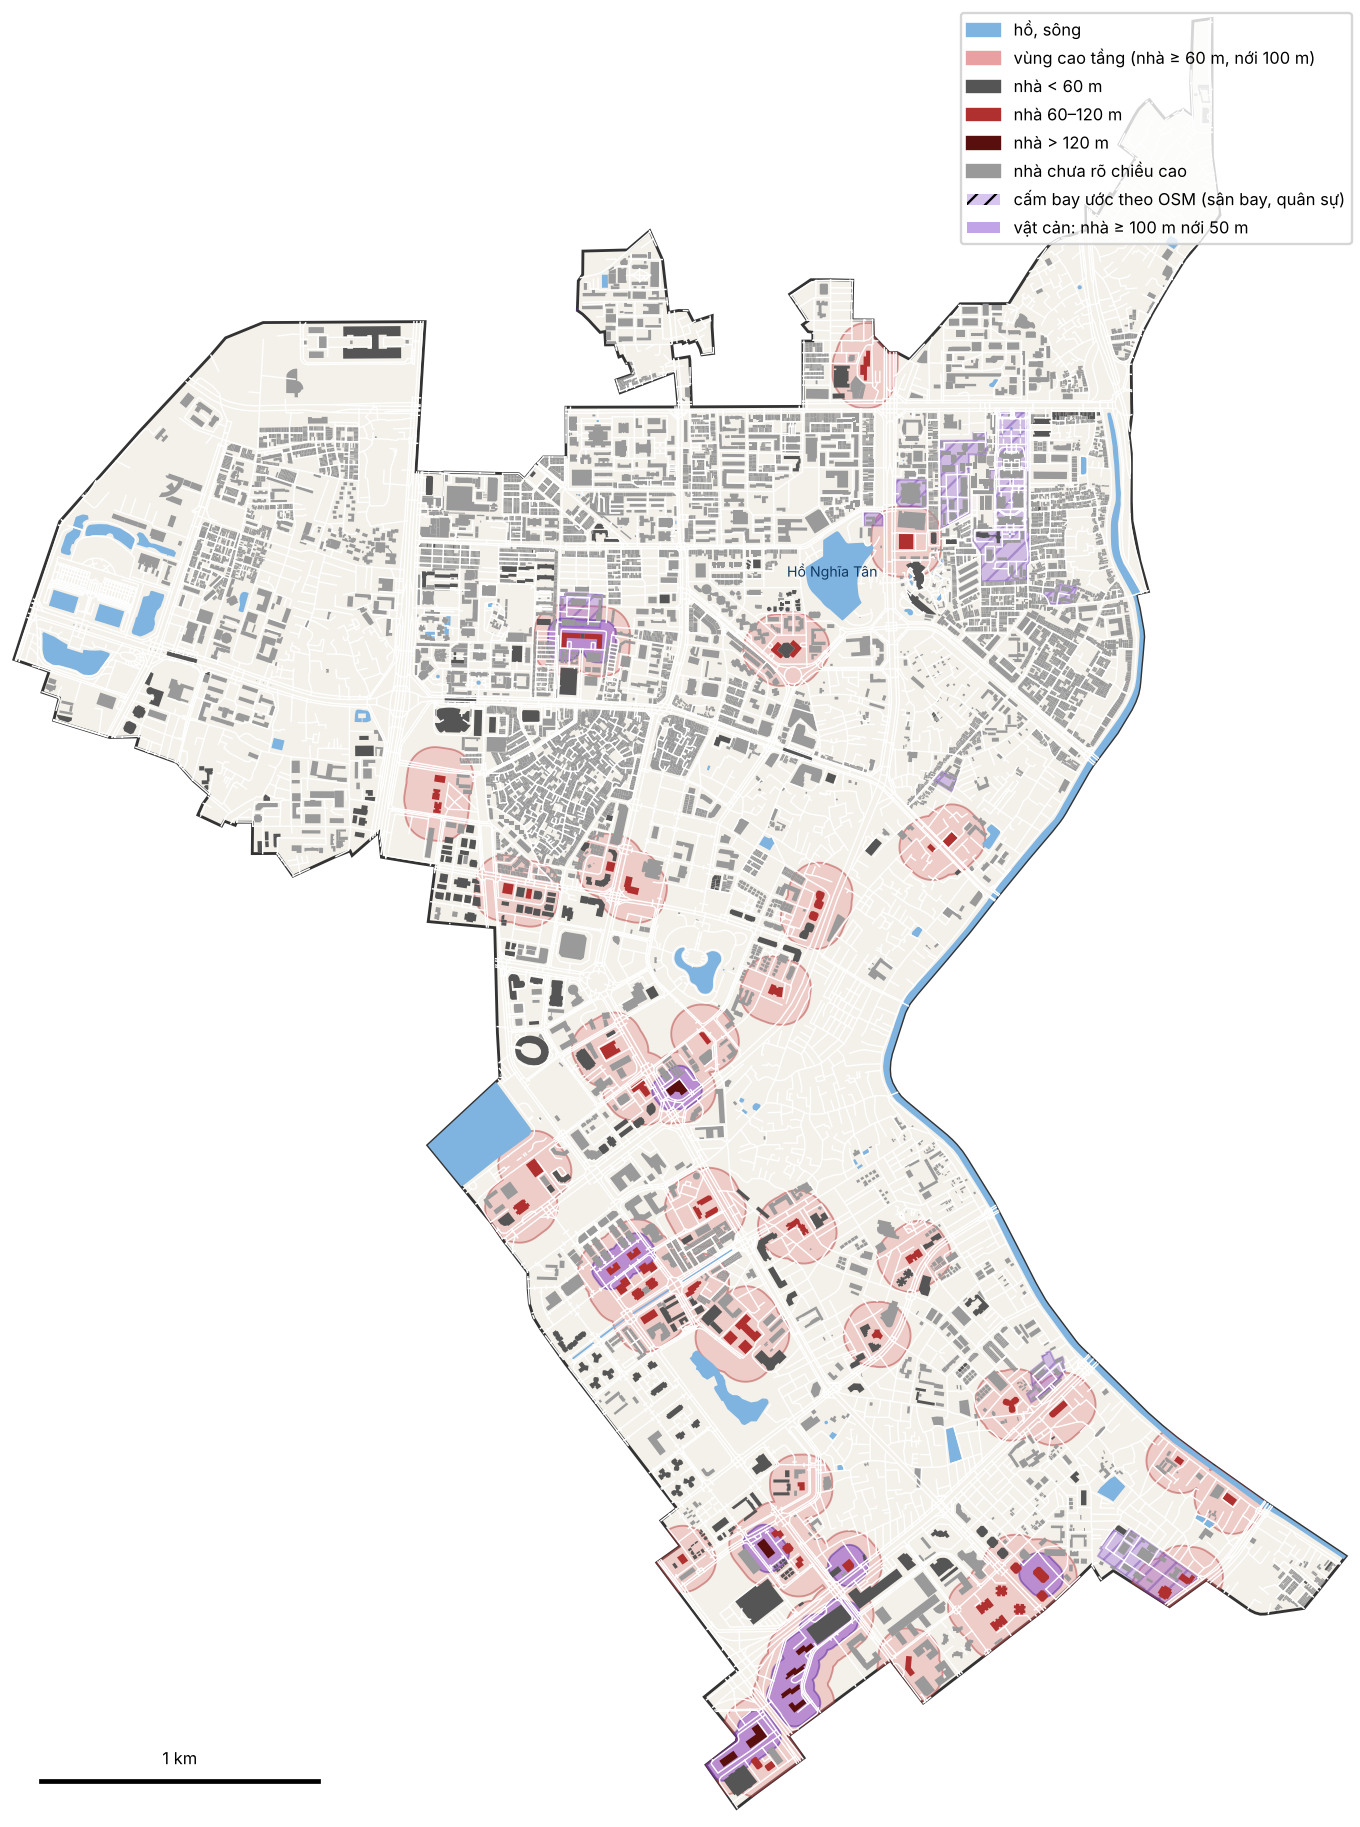 hồ, sông
vùng cao tầng (nhà ≥ 60 m, nới 100 m)
nhà < 60 m
nhà 60–120 m
nhà > 120 m
nhà chưa rõ chiều cao
cấm bay ước theo OSM (sân bay, quân sự)
vật cản: nhà ≥ 100 m nới 50 m
Hồ Nghĩa Tân
1 km